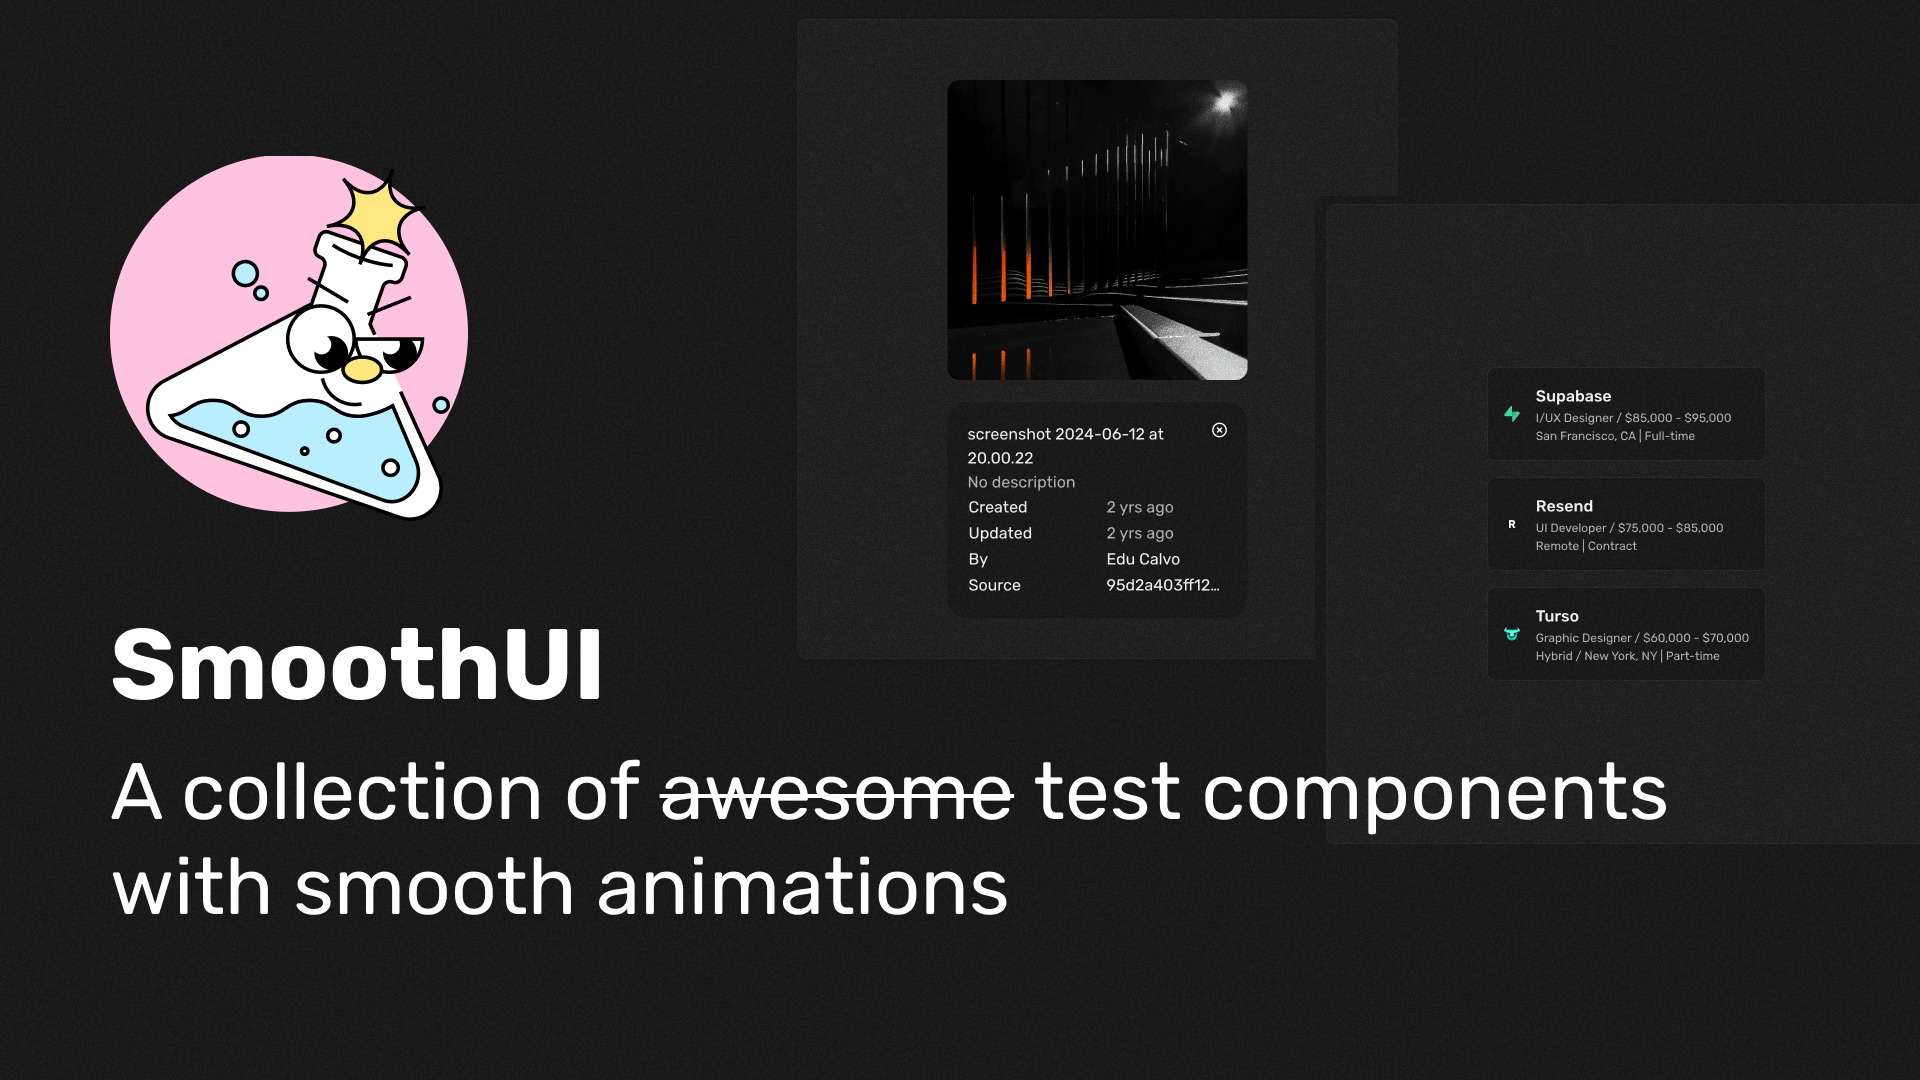 SmoothUI
A collection of awesome test components
with smooth animations
screenshot 2024-06-12 at
20.00.22
No description
Created 2 yrs ago
Updated 2 yrs ago
By Edu Calvo
Source 95d2a403ff12...
Supabase
I/UX Designer / $85,000 - $95,000
San Francisco, CA | Full-time
R
Resend
UI Developer / $75,000 - $85,000
Remote | Contract
Turso
Graphic Designer / $60,000 - $70,000
Hybrid / New York, NY | Part-time